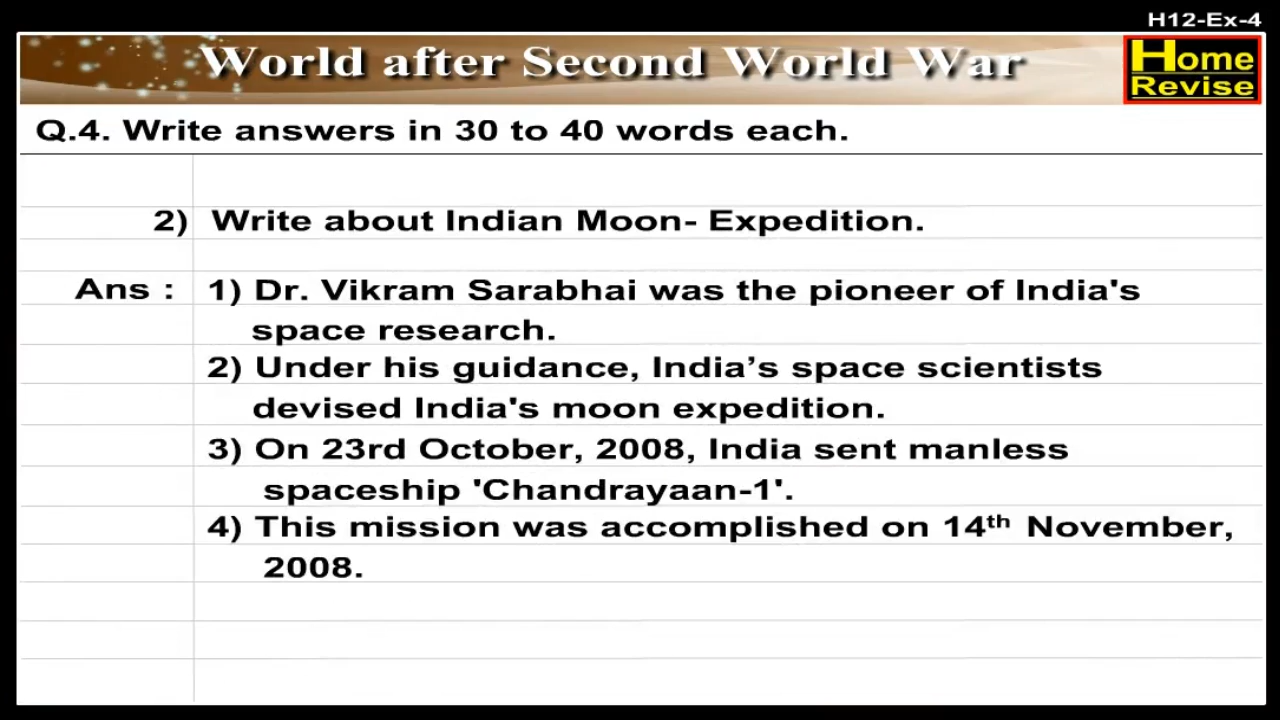 H12-Ex-4
World after Second World War
Home
Revise
Q.4. Write answers in 30 to 40 words each.
2) Write about Indian Moon- Expedition.
Ans : 1) Dr. Vikram Sarabhai was the pioneer of India's
space research.
2) Under his guidance, India’s space scientists
devised India's moon expedition.
3) On 23rd October, 2008, India sent manless
spaceship 'Chandrayaan-1'.
4) This mission was accomplished on 14th November,
2008.